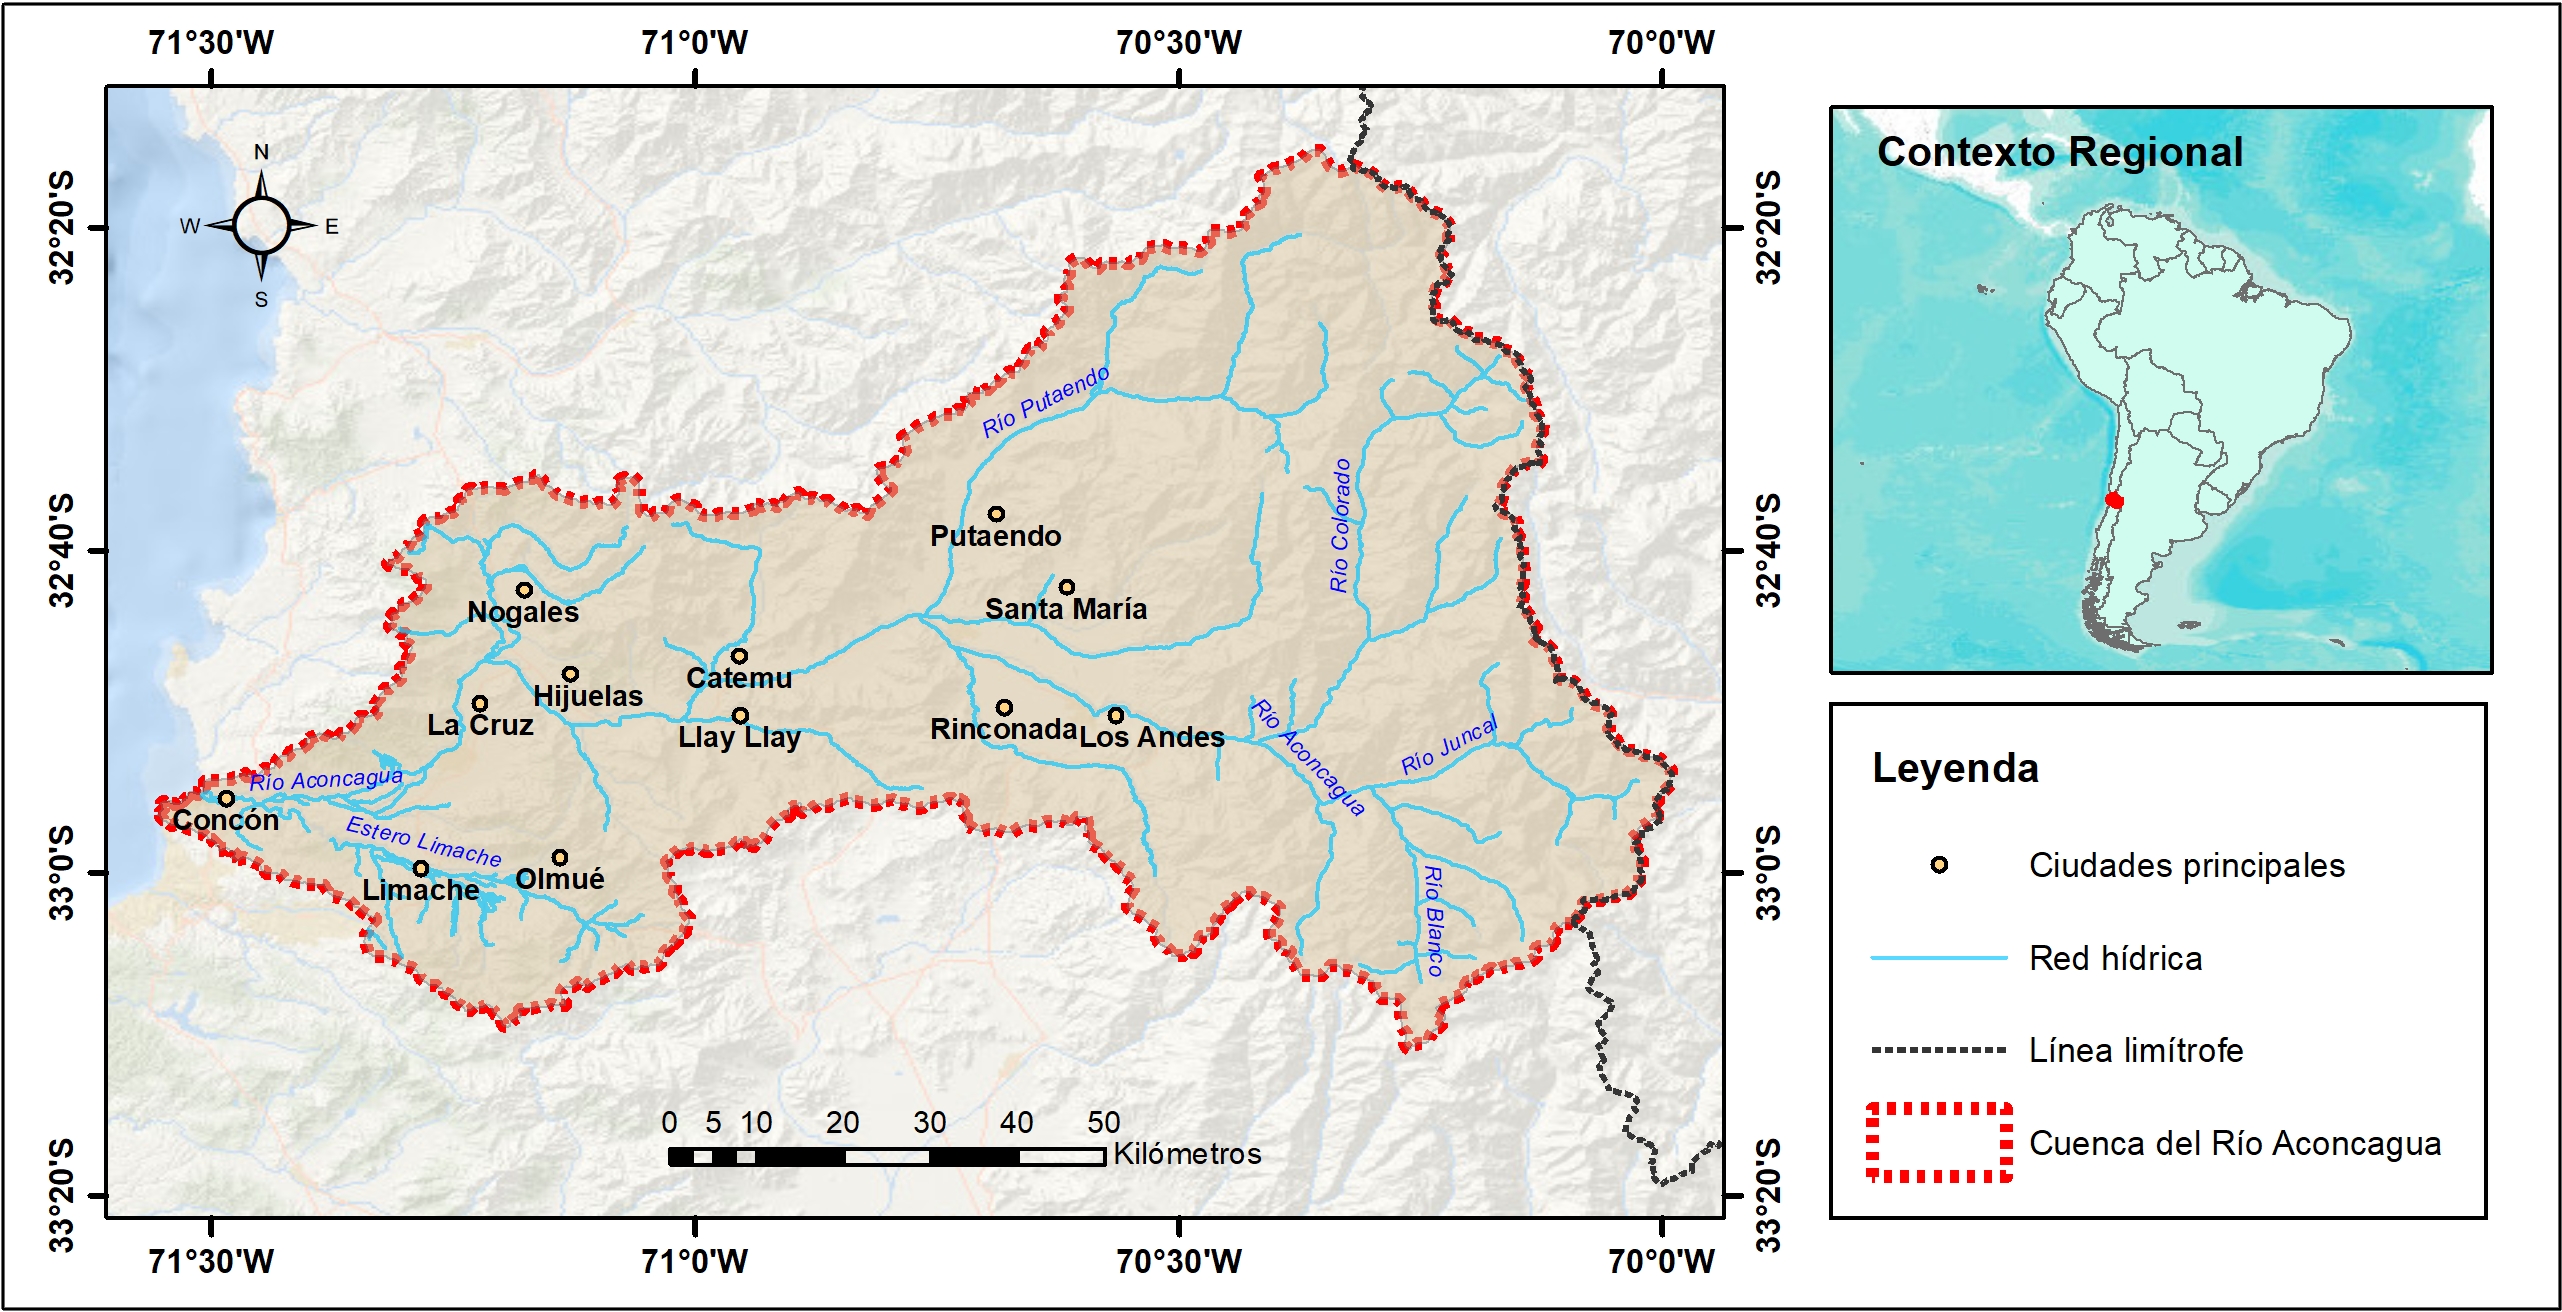 71°30'W 71°0'W 70°30'W 70°0'W
32°20'S
32°40'S
33°0'S
33°20'S
N
W E
S
Río Putaendo
Río Colorado
Putaendo
Santa María
Nogales
Catemu
Hijuelas
La Cruz
Llay Llay
Rinconada
Los Andes
Río Aconcagua
Río Juncal
Río Aconcagua
Concón
Estero Limache
Limache
Olmué
Río Blanco
0 5 10 20 30 40 50
Kilómetros
32°20'S
32°40'S
33°0'S
33°20'S
71°30'W 71°0'W 70°30'W 70°0'W
Contexto Regional
Leyenda
Ciudades principales
Red hídrica
Línea limítrofe
Cuenca del Río Aconcagua